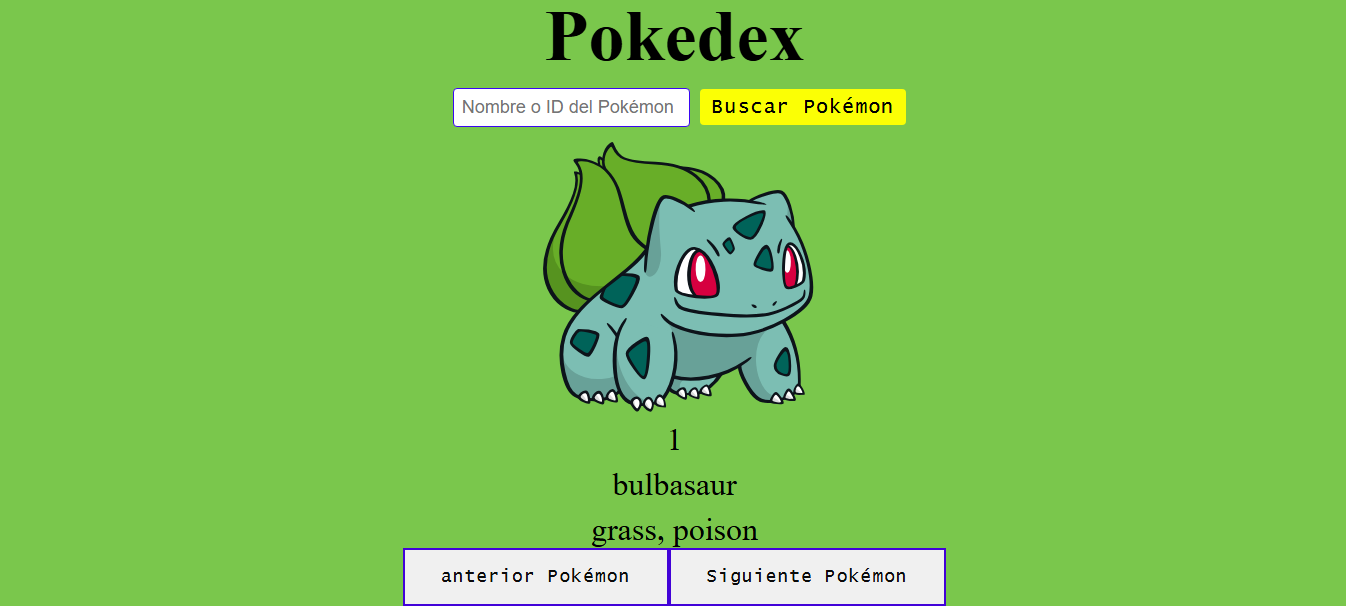 Pokedex
Nombre o ID del Pokémon
Buscar Pokémon
1
bulbasaur
grass, poison
anterior Pokémon
Siguiente Pokémon